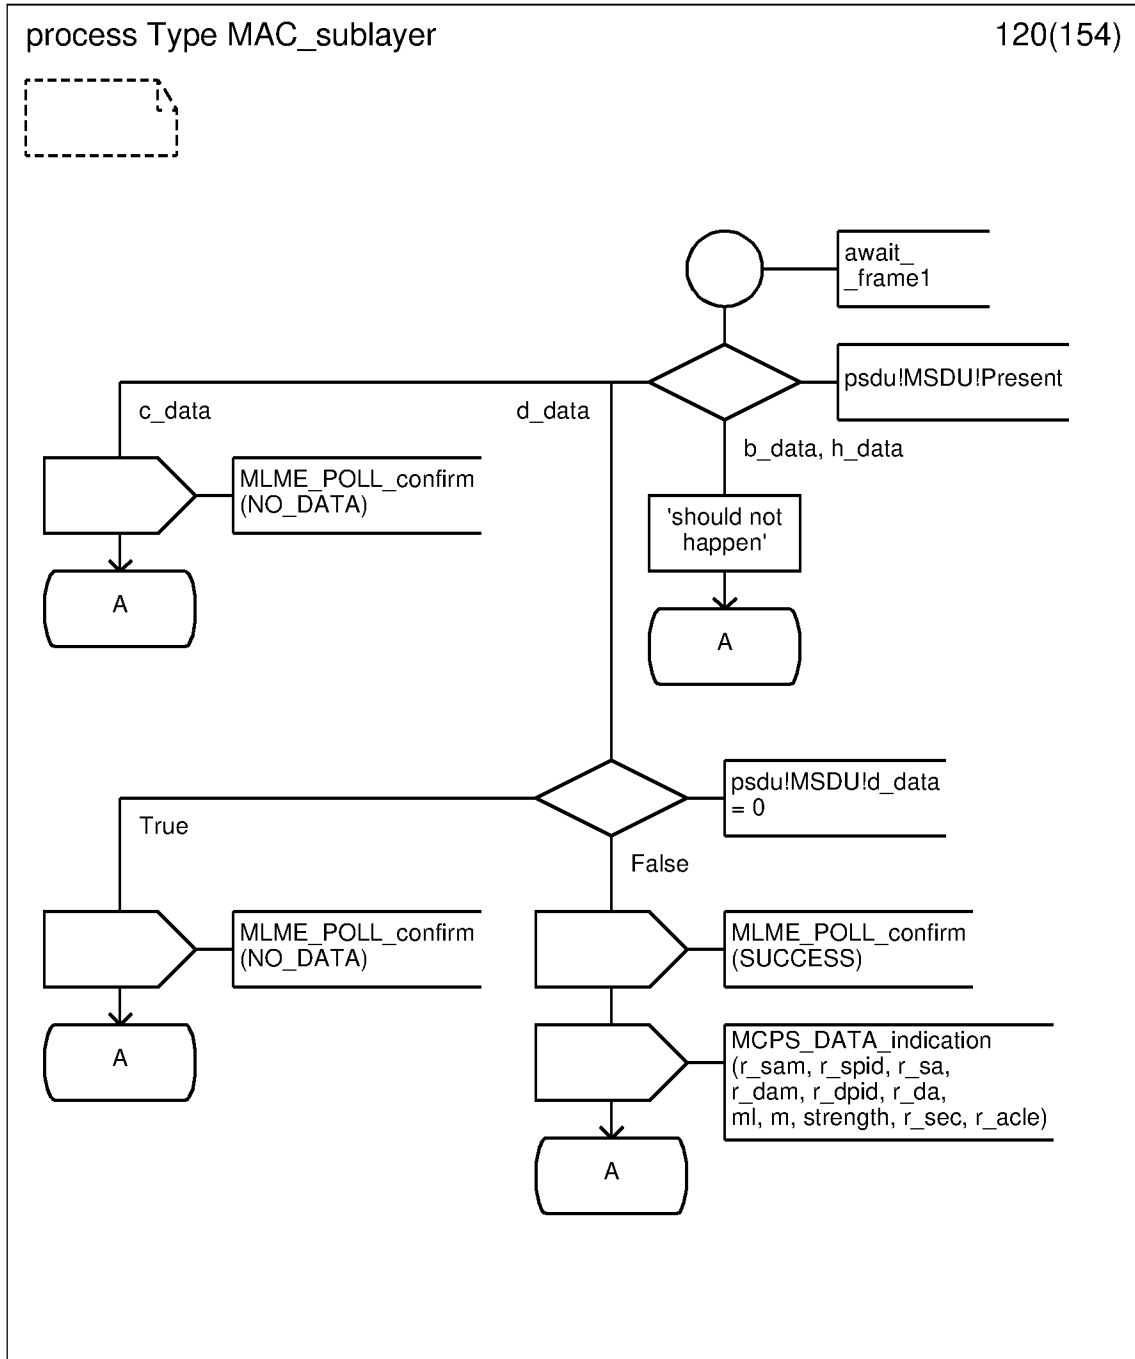 process Type MAC_sublayer
120(154)
await_
_frame1
psdu!MSDU!Present
c_data
d_data
b_data, h_data
MLME_POLL_confirm
(NO_DATA)
'should not
happen'
A
A
psdu!MSDU!d_data
= 0
True
False
MLME_POLL_confirm
(NO_DATA)
MLME_POLL_confirm
(SUCCESS)
A
MCPS_DATA_indication
(r_sam, r_spid, r_sa,
r_dam, r_dpid, r_da,
ml, m, strength, r_sec, r_acle)
A